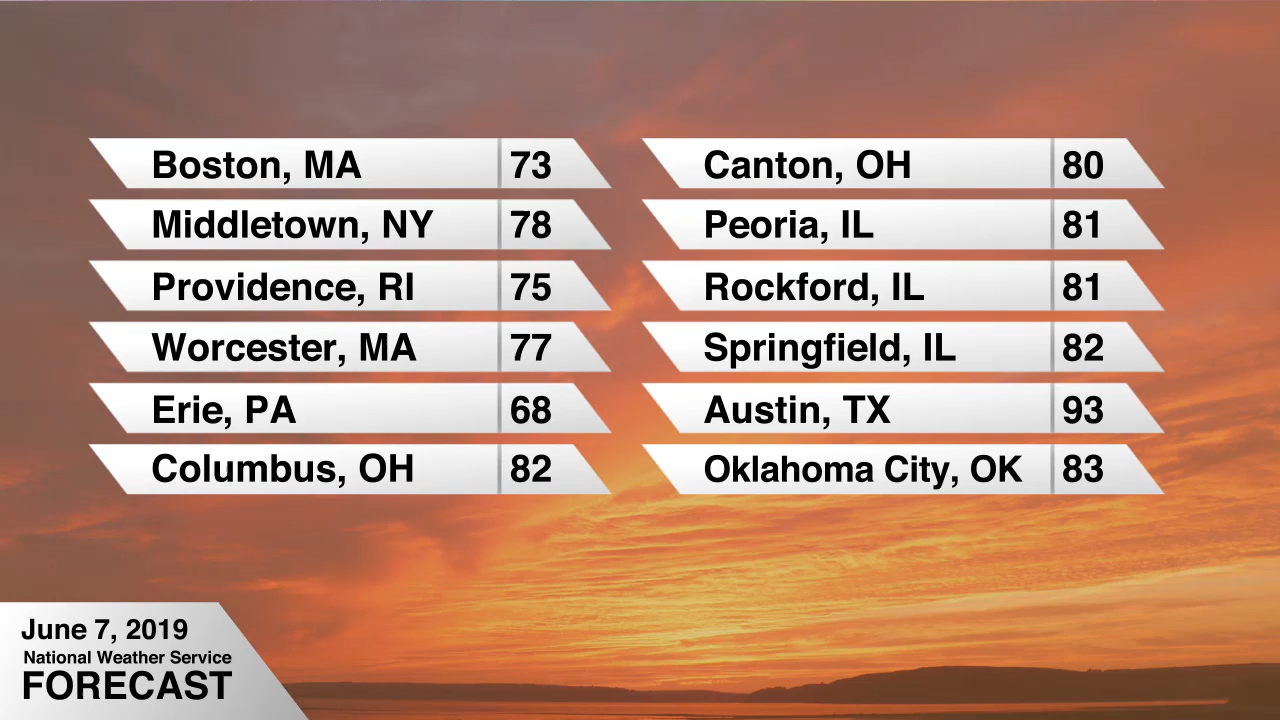 Boston, MA 73
Middletown, NY 78
Providence, RI 75
Worcester, MA 77
Erie, PA 68
Columbus, OH 82
Canton, OH 80
Peoria, IL 81
Rockford, IL 81
Springfield, IL 82
Austin, TX 93
Oklahoma City, OK 83
June 7, 2019
National Weather Service
FORECAST